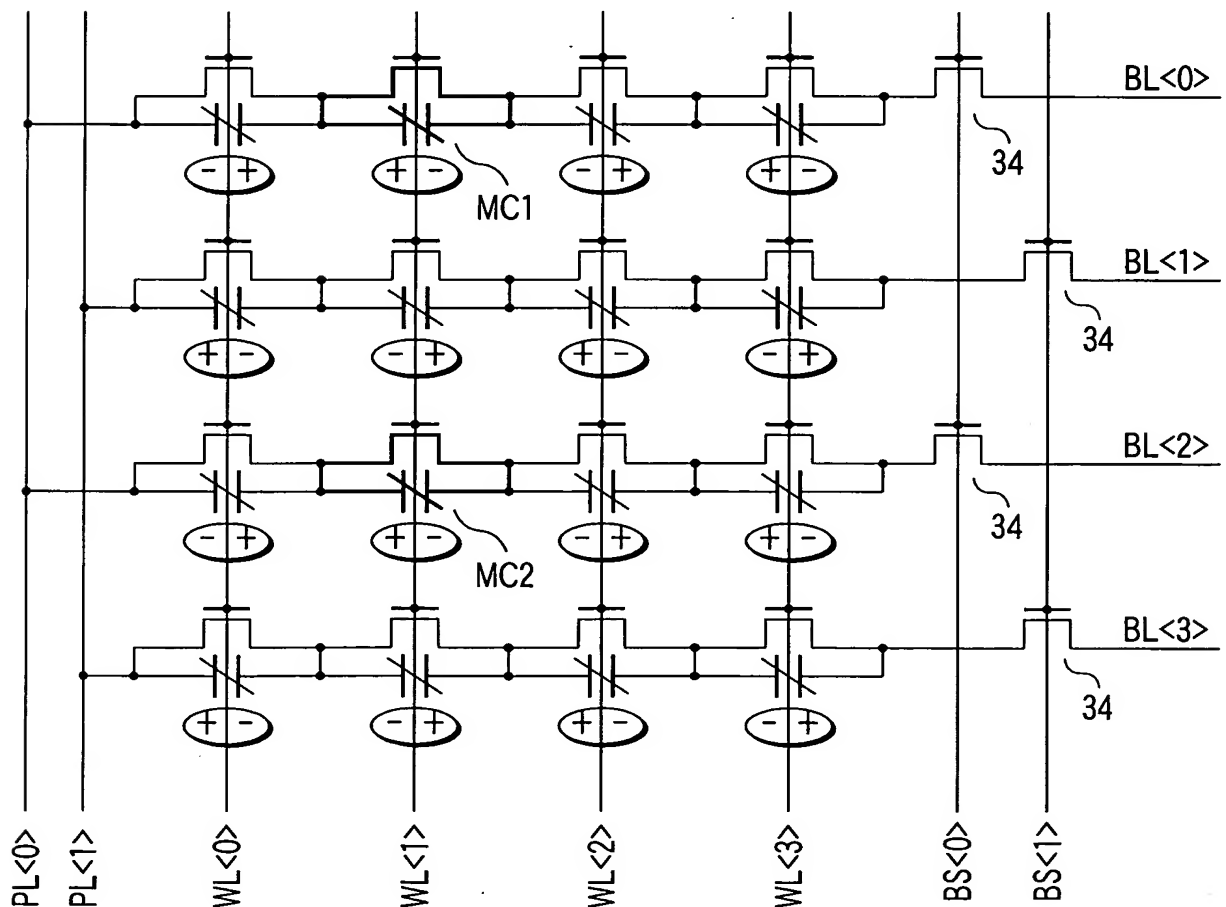 BL<0>
34
- + + - - + + -
MC1
BL<1>
34
+ - - + + - - +
BL<2>
34
- + + - - + + -
MC2
BL<3>
34
+ - - + + - - +
PL<0>
PL<1>
WL<0>
WL<1>
WL<2>
WL<3>
BS<0>
BS<1>